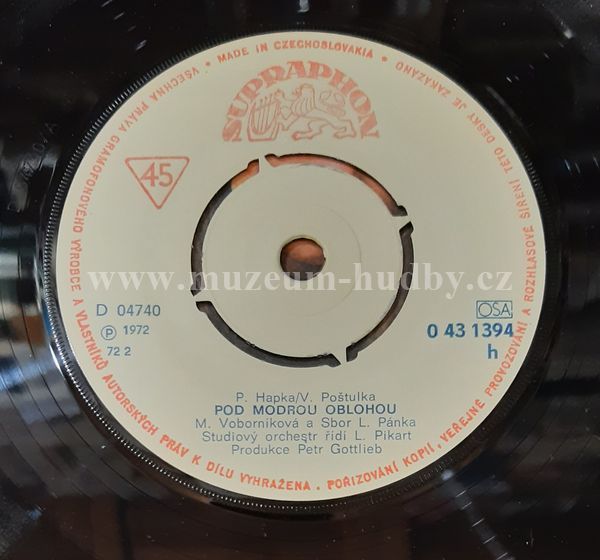 VŠECHNA PRÁVA GRAMOFONOVÉHO VÝROBCE A VLASTNÍKŮ AUTORSKÝCH PRÁV K DÍLU VYHRAŽENA . POŘIZOVÁNÍ KOPIÍ, VEŘEJNÉ PROVOZOVÁNÍ A ROZHLASOVÉ ŠÍŘENÍ TÉTO DESKY JE ZAKÁZÁNO
• MADE IN CZECHOSLOVAKIA •
SUPRAPHON
45
www.muzeum-hudby.cz
D 04740
OSA
Ⓟ 1972
0 43 1394
72 2
h
P. Hapka/V. Poštulka
POD MODROU OBLOHOU
M. Voborníková a Sbor L. Pánka
Studiový orchestr řídí L. Pikart
Produkce Petr Gottlieb